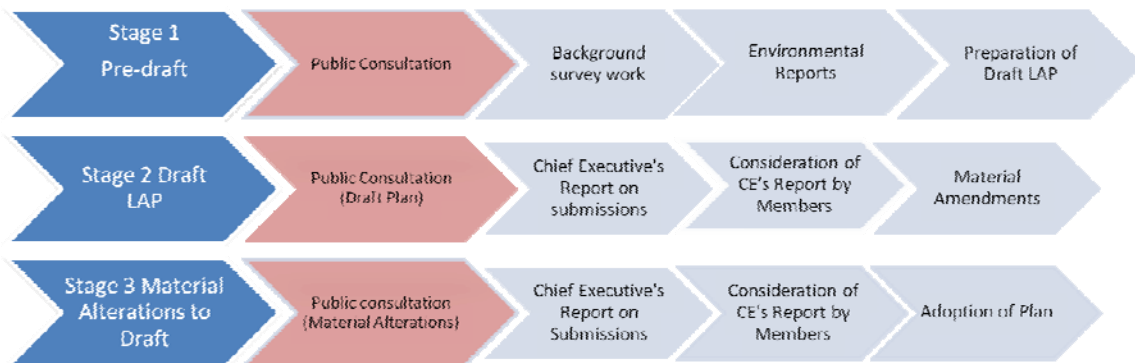 Stage 1
Pre-draft
Public Consultation
Background
survey work
Environmental
Reports
Preparation of
Draft LAP
Stage 2 Draft
LAP
Public Consultation
(Draft Plan)
Chief Executive's
Report on
submissions
Consideration of
CE's Report by
Members
Material
Amendments
Stage 3 Material
Alterations to
Draft
Public consultation
(Material Alterations)
Chief Executive's
Report on
Submissions
Consideration of
CE's Report by
Members
Adoption of Plan